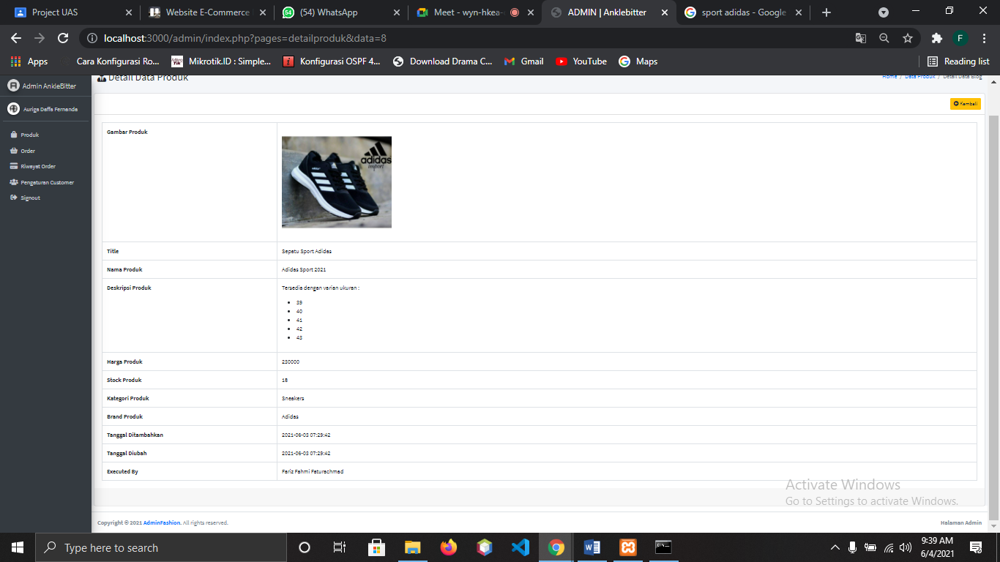 Project UAS
Website E-Commerce
(54) WhatsApp
Meet - wyn-hkea-
ADMIN | Anklebitter
sport adidas - Google
localhost:3000/admin/index.php?pages=detailproduk&data=8
F
Apps
Cara Konfigurasi Ro...
Mikrotik.ID : Simple...
Konfigurasi OSPF 4...
Download Drama C...
Gmail
YouTube
Maps
Reading list
Admin AnkleBitter
Auriga Daffa Fernanda
Produk
Order
Riwayat Order
Pengaturan Customer
Signout
Detail Data Produk
Home / Data Produk / Detail Data Blog
Kembali
Gambar Produk
adidas
import
Title
Sepatu Sport Adidas
Nama Produk
Adidas Sport 2021
Deskripsi Produk
Tersedia dengan varian ukuran :
39
40
41
42
43
Harga Produk
230000
Stock Produk
18
Kategori Produk
Sneakers
Brand Produk
Adidas
Tanggal Ditambahkan
2021-06-03 07:29:42
Tanggal Diubah
2021-06-03 07:29:42
Executed By
Fariz Fahmi Faturachmad
Activate Windows
Go to Settings to activate Windows.
Copyright © 2021 AdminFashion. All rights reserved.
Halaman Admin
Type here to search
9:39 AM
6/4/2021